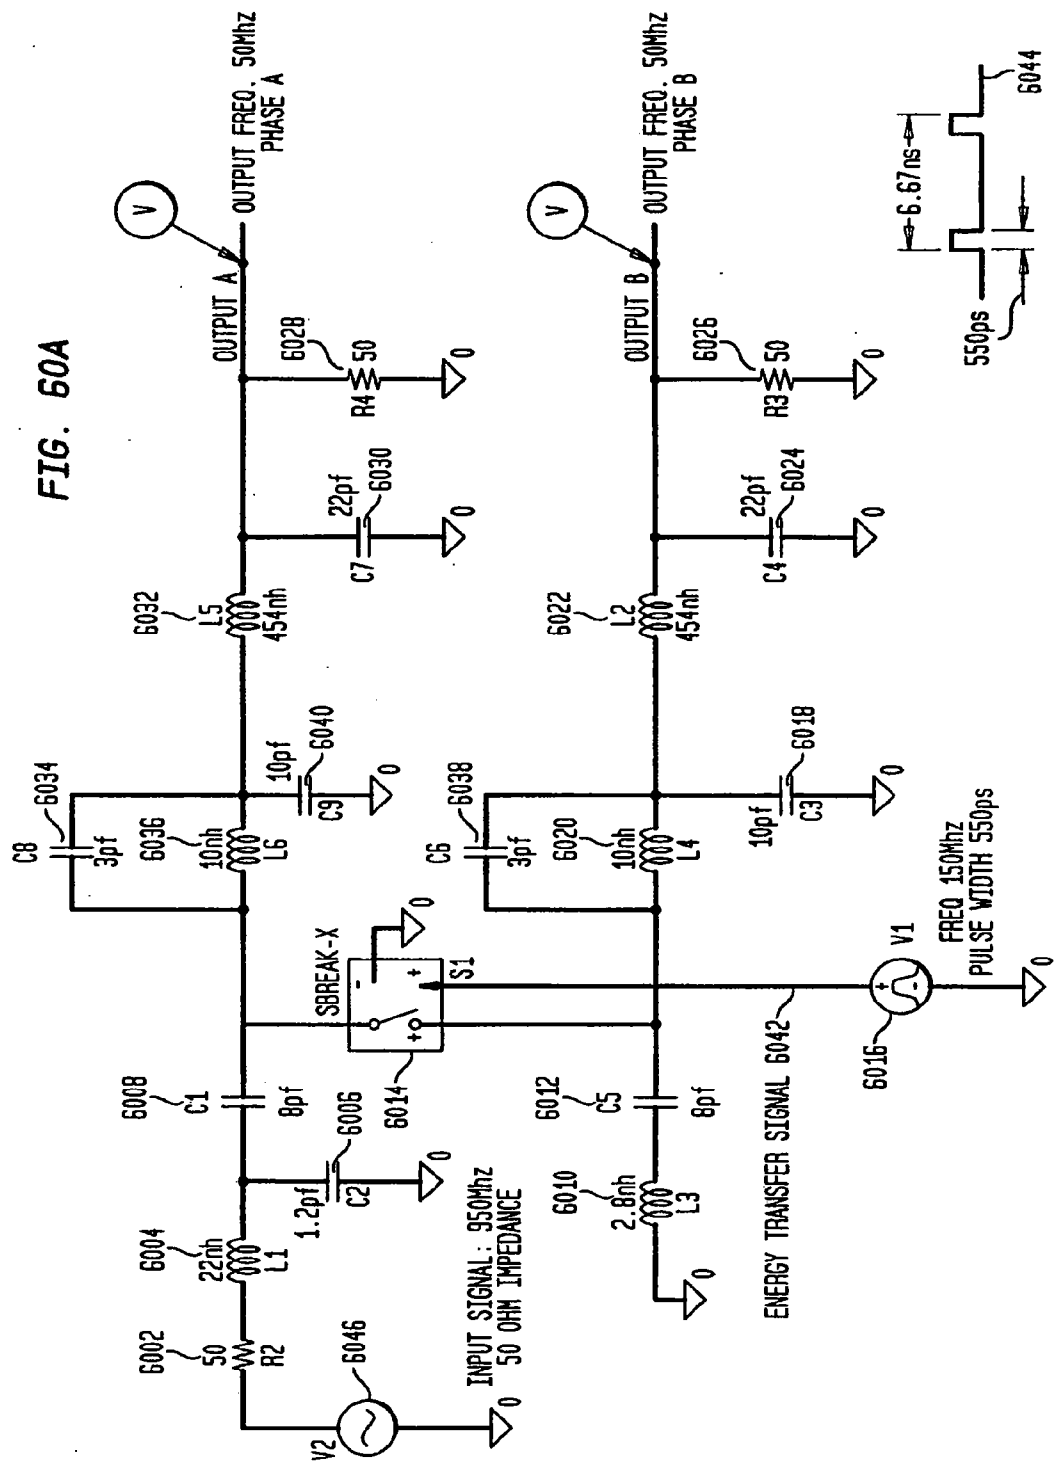 FIG. 60A
6002
50
R2
V2
6046
0
INPUT SIGNAL: 950Mhz
50 OHM IMPEDANCE
6004
22nh
L1
1.2pf
6006
C2
0
6008
C1
8pf
SBREAK-X
-
+
+
S1
6014
0
C8
6034
3pf
6036
10nh
L6
10pf
6040
C9
0
6032
L5
454nh
22pf
6030
C7
0
6028
50
R4
0
OUTPUT A
V
OUTPUT FREQ. 50Mhz
PHASE A
0
6010
2.8nh
L3
6012
C5
8pf
C6
6038
3pf
6020
10nh
L4
10pf
6018
C3
0
6022
L2
454nh
22pf
6024
C4
0
6026
50
R3
0
OUTPUT B
V
OUTPUT FREQ. 50Mhz
PHASE B
ENERGY TRANSFER SIGNAL 6042
6016
+
-
V1
FREQ 150Mhz
PULSE WIDTH 550ps
0
550ps
6.67ns
6044